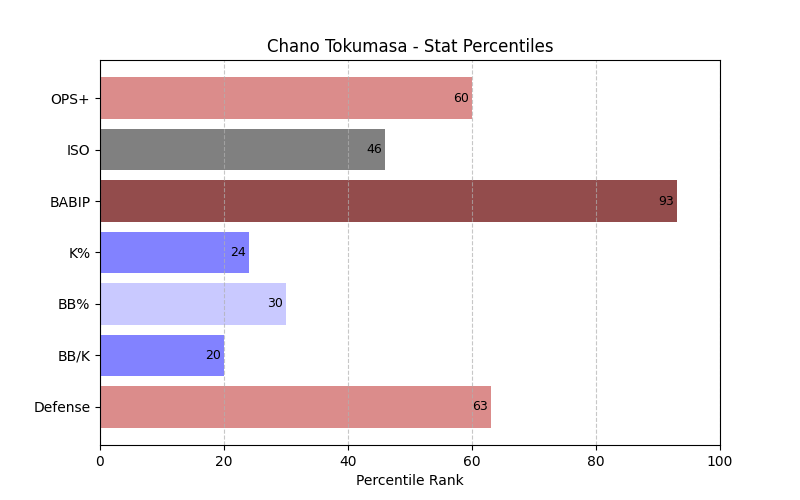 Chano Tokumasa - Stat Percentiles
OPS+
60
ISO
46
BABIP
93
K%
24
BB%
30
BB/K
20
Defense
63
0 20 40 60 80 100
Percentile Rank